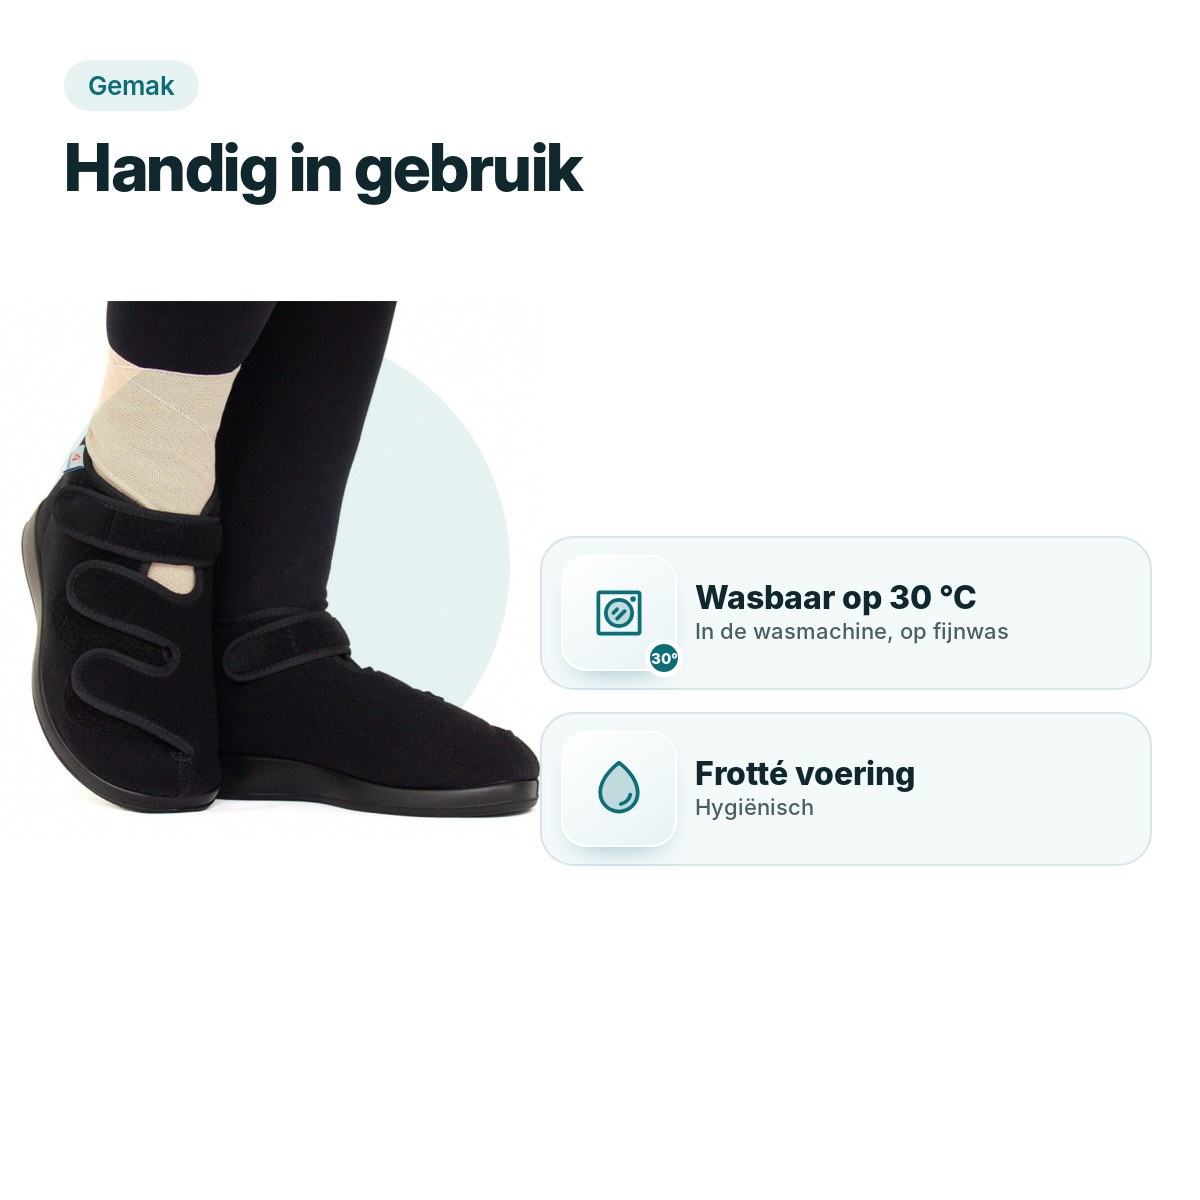 Gemak
Handig in gebruik
Wasbaar op 30 °C
In de wasmachine, op fijnwas
30°
Frotté voering
Hygiënisch